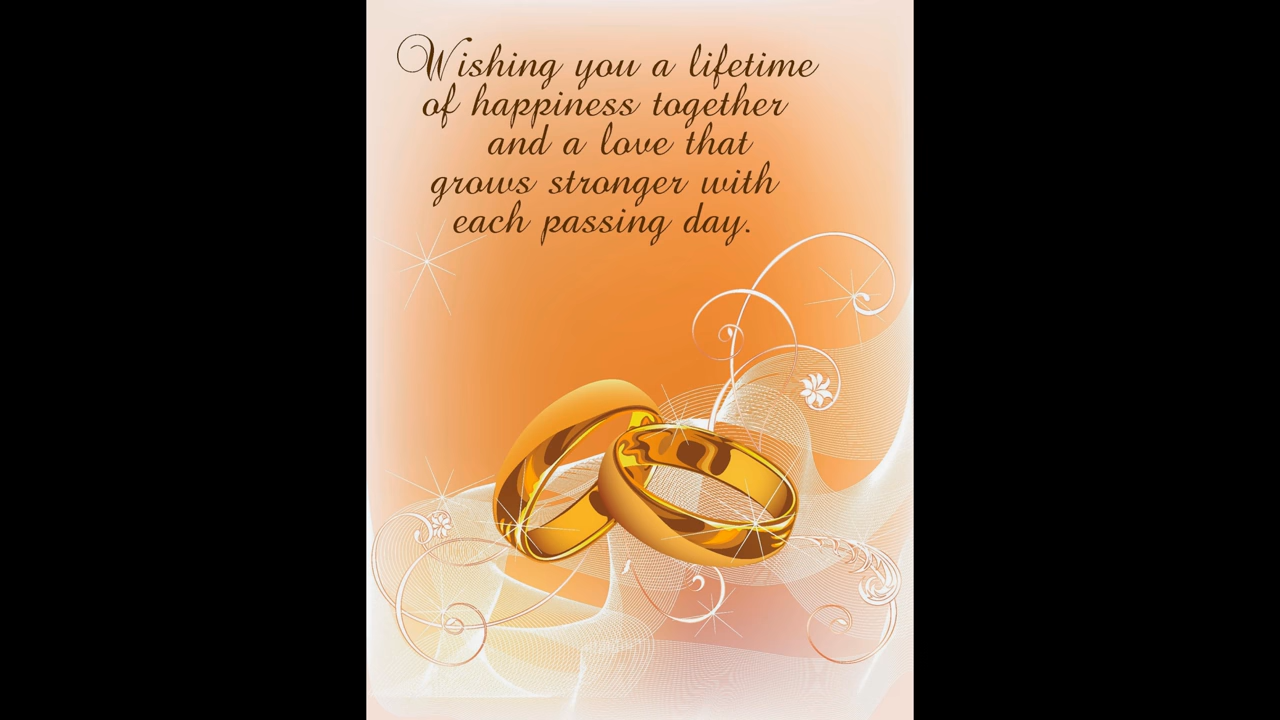 Wishing you a lifetime
of happiness together
and a love that
grows stronger with
each passing day.